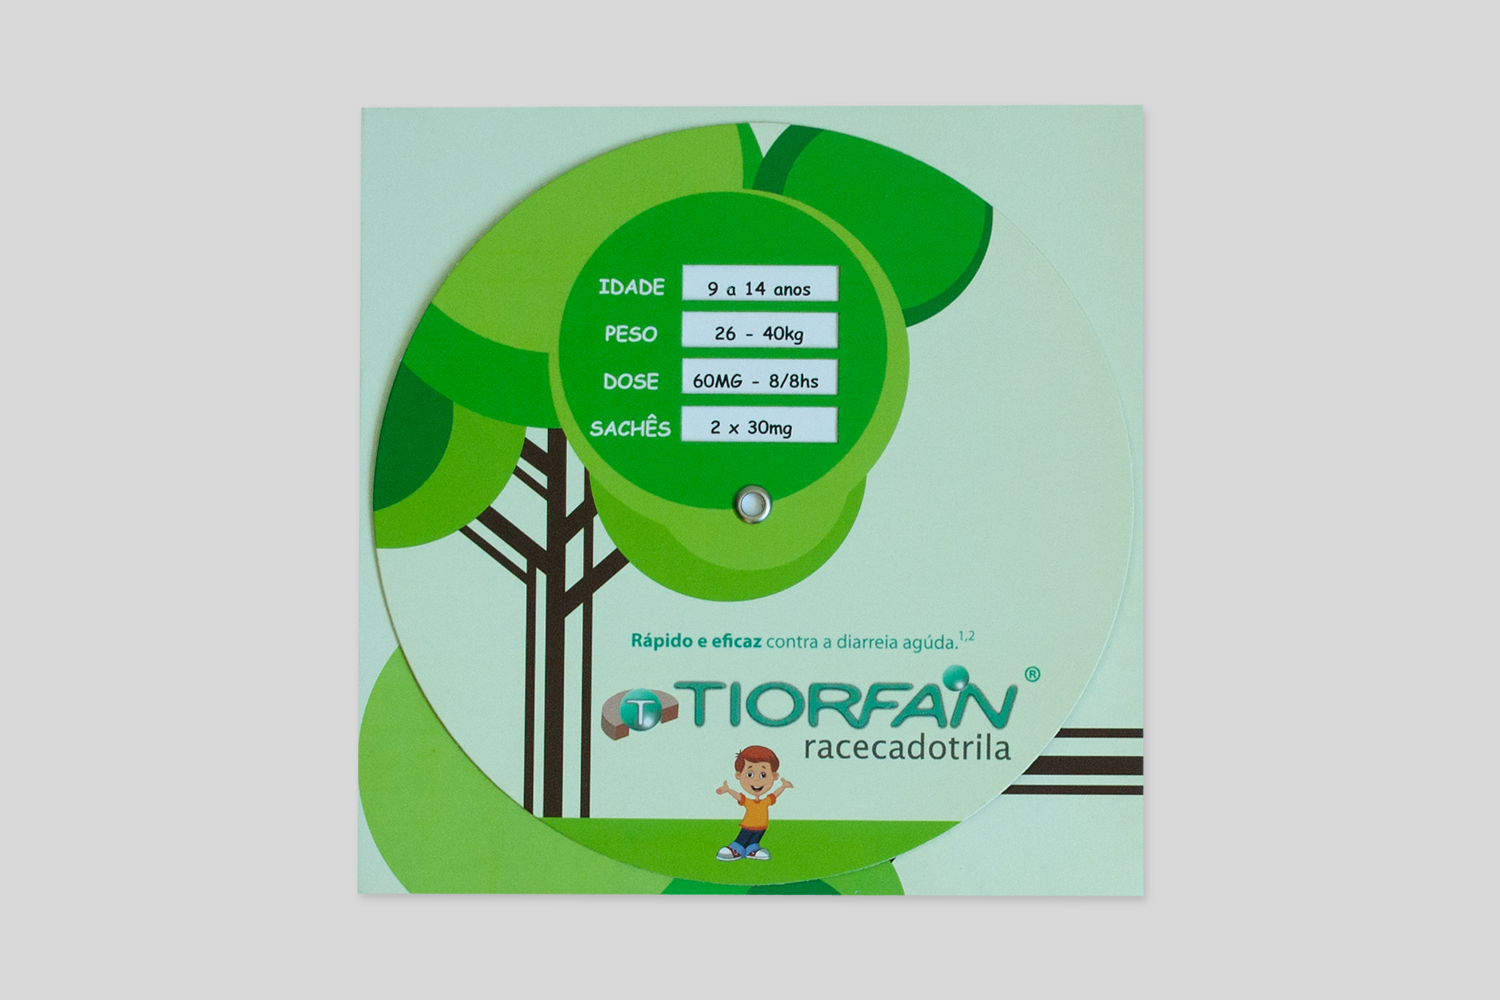 IDADE 9 a 14 anos
PESO 26 - 40kg
DOSE 60MG - 8/8hs
SACHÊS 2 x 30mg
Rápido e eficaz contra a diarreia agúda.1,2
T TIORFAN®
racecadotrila